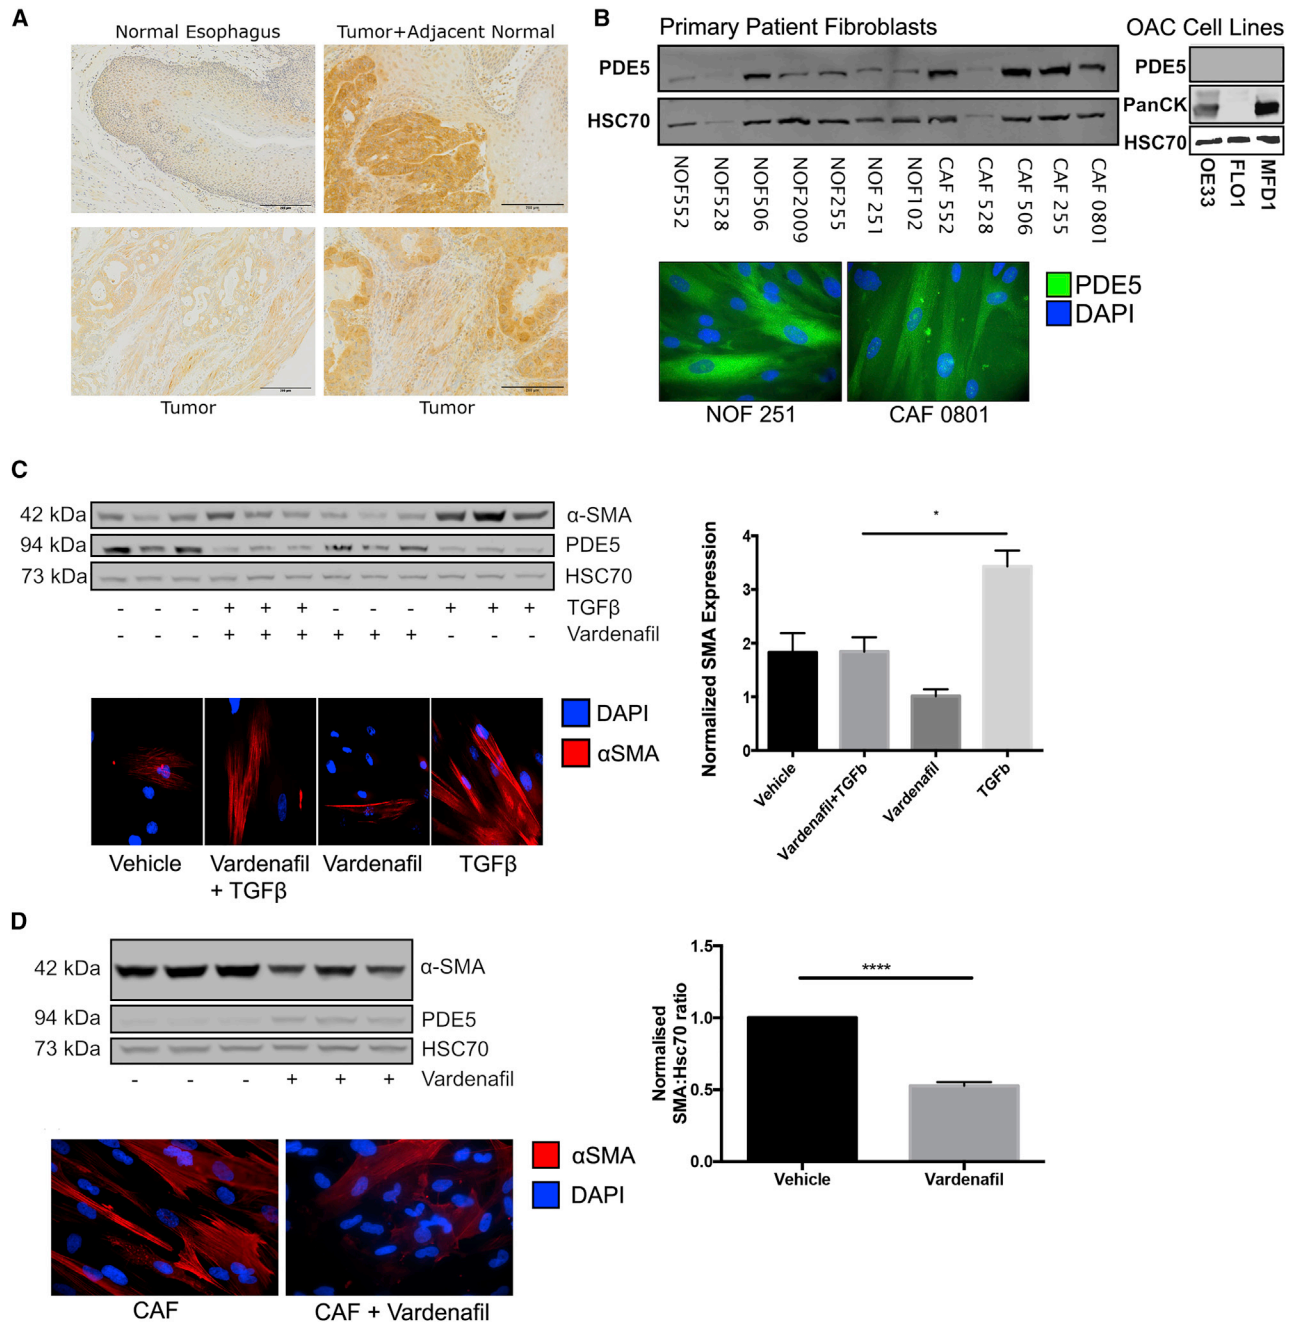 A
Normal Esophagus
Tumor+Adjacent Normal
Tumor
Tumor
B
Primary Patient Fibroblasts
OAC Cell Lines
PDE5
HSC70
NOF552
NOF528
NOF506
NOF2009
NOF255
NOF 251
NOF102
CAF 552
CAF 528
CAF 506
CAF 255
CAF 0801
PDE5
PanCK
HSC70
OE33
FLO1
MFD1
PDE5
DAPI
NOF 251
CAF 0801
C
42 kDa
α-SMA
94 kDa
PDE5
73 kDa
HSC70
- - - + + + - - - + + + TGFβ
- - - + + + + + + - - - Vardenafil
DAPI
αSMA
Vehicle
Vardenafil
+ TGFβ
Vardenafil
TGFβ
*
Normalized SMA Expression
4
3
2
1
0
Vehicle
Vardenafil+TGFb
Vardenafil
TGFb
D
42 kDa
α-SMA
94 kDa
PDE5
73 kDa
HSC70
- - - + + + Vardenafil
αSMA
DAPI
CAF
CAF + Vardenafil
****
Normalised
SMA:Hsc70 ratio
1.5
1.0
0.5
0.0
Vehicle
Vardenafil